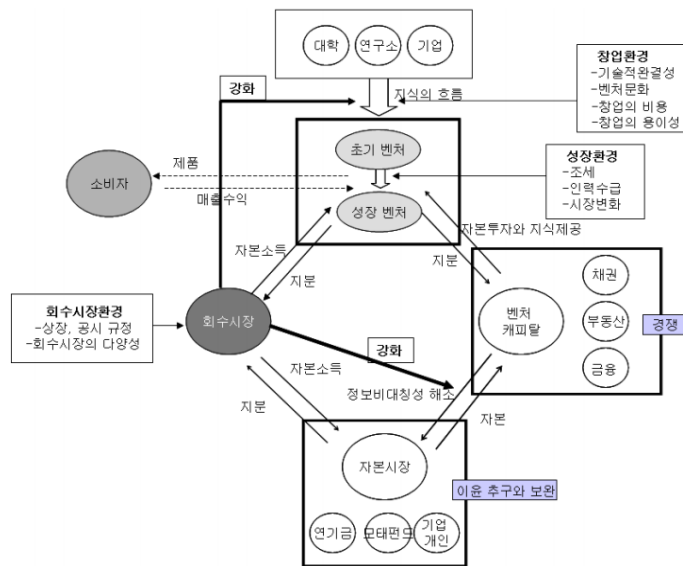 대학
연구소
기업
창업환경
-기술적완결성
-벤처문화
-창업의 비용
-창업의 용이성
강화
지식의 흐름
초기 벤처
성장환경
-조세
-인력수급
-시장변화
제품
소비자
매출수익
성장 벤처
자본소득
자본투자와 지식제공
지분
지분
채권
회수시장환경
-상장, 공시 규정
-회수시장의 다양성
회수시장
벤처
캐피탈
부동산
경쟁
강화
금융
자본소득
정보비대칭성 해소
지분
자본
자본시장
이윤 추구와 보완
연기금
모태펀드
기업
개인